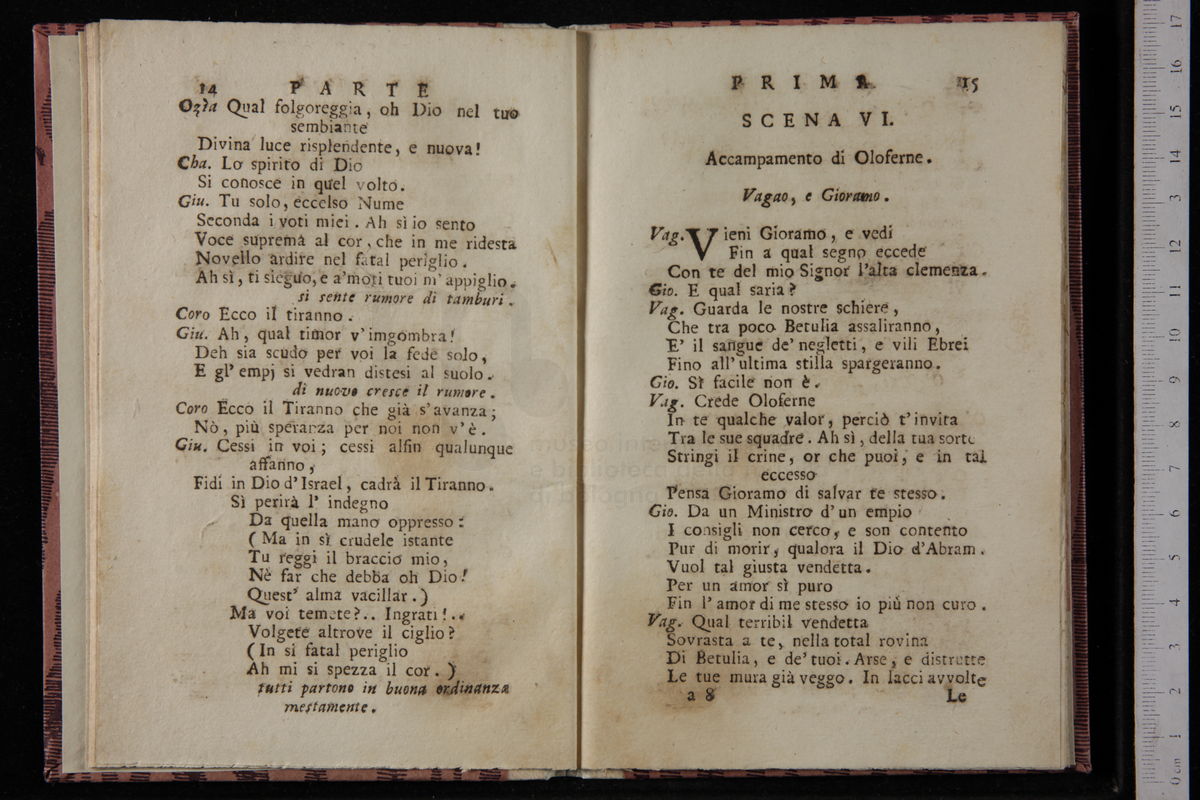 14 PARTE
Ozìa Qual folgoreggia, oh Dio nel tuo
sembiante
Divina luce risplendente, e nuova!
Cha. Lo spirito di Dio
Si conosce in quel volto.
Giu. Tu solo, eccelso Nume
Seconda i voti miei. Ah sì io sento
Voce suprema al cor, che in me ridesta
Novello ardire nel fatal periglio.
Ah sì, ti sieguo, e a' moti tuoi m' appiglio.
si sente rumore di tamburi.
Coro Ecco il tiranno.
Giu. Ah, qual timor v' imgombra!
Deh sia scudo per voi la fede solo,
E gl' empj si vedran distesi al suolo.
di nuovo cresce il rumore.
Coro Ecco il Tiranno che già s' avanza;
Nò, più speranza per noi non v' è.
Giu. Cessi in voi; cessi alfin qualunque
affanno,
Fidi in Dio d' Israel, cadrà il Tiranno.
Sì perirà l' indegno
Da quella mano oppresso:
(Ma in sì crudele istante
Tu reggi il braccio mio,
Nè far che debba oh Dio!
Quest' alma vacillar.)
Ma voi temete?.. Ingrati!..
Volgete altrove il ciglio?
(In sì fatal periglio
Ah mi si spezza il cor.)
tutti partono in buona ordinanza
mestamente.
PRIMA 15
SCENA VI.
Accampamento di Oloferne.
Vagao, e Gioramo.
Vag. Vieni Gioramo, e vedi
Fin a qual segno eccede
Con te del mio Signor l'alta clemenza.
Gio. E qual saria?
Vag. Guarda le nostre schiere,
Che tra poco Betulia assaliranno,
E' il sangue de' negletti, e vili Ebrei
Fino all' ultima stilla spargeranno.
Gio. Sì facile non è.
Vag. Crede Oloferne
In te qualche valor, perciò t' invita
Tra le sue squadre. Ah sì, della tua sorte
Stringi il crine, or che puoi, e in tal
eccesso
Pensa Gioramo di salvar te stesso.
Gio. Da un Ministro d' un empio
I consigli non cerco, e son contento
Pur di morir, qualora il Dio d'Abram.
Vuol tal giusta vendetta.
Per un amor sì puro
Fin l' amor di me stesso io più non curo.
Vag. Qual terribil vendetta
Sovrasta a te, nella total rovina
Di Betulia, e de' tuoi. Arse, e distrutte
Le tue mura già veggo. In lacci avvolte
a 8 Le